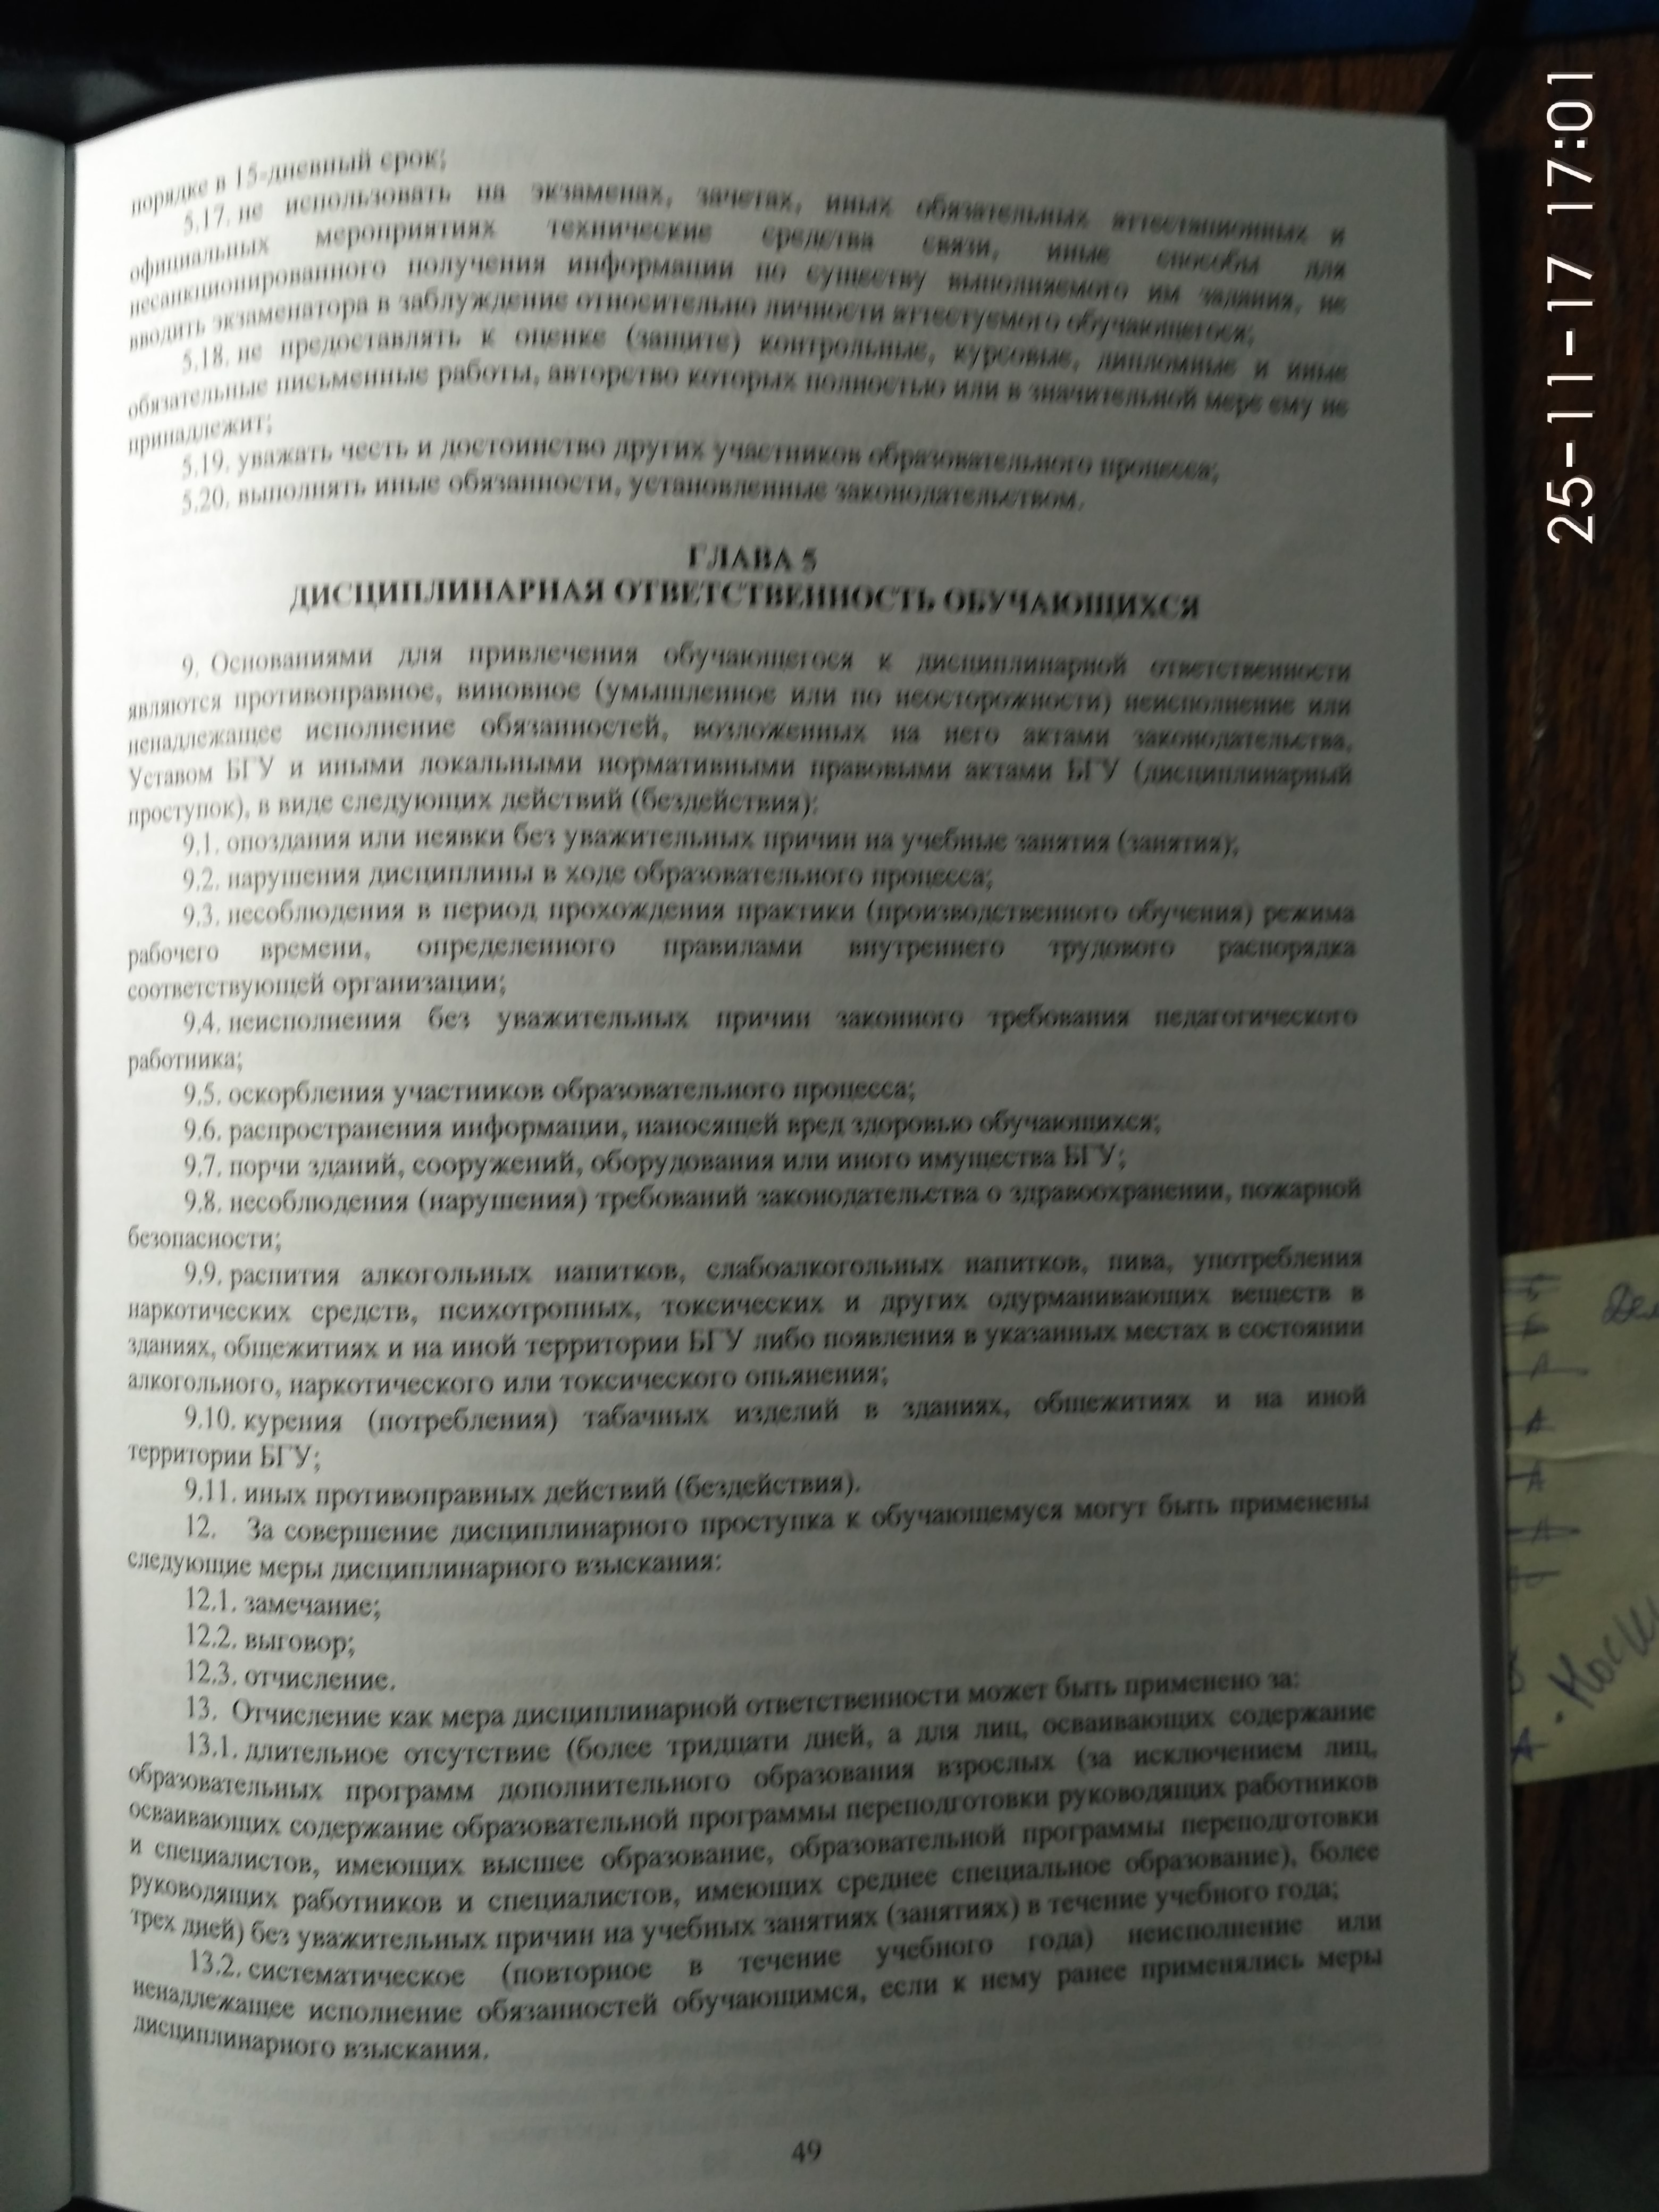 порядке в 15-дневный срок;
5.17. не использовать на экзаменах, зачетах, иных обязательных аттестационных и
официальных мероприятиях технические средства связи, иные способы для
несанкционированного получения информации по существу выполняемого им задания, не
вводить экзаменатора в заблуждение относительно личности аттестуемого обучающегося;
5.18. не предоставлять к оценке (защите) контрольные, курсовые, дипломные и иные
обязательные письменные работы, авторство которых полностью или в значительной мере ему не
принадлежит;
5.19. уважать честь и достоинство других участников образовательного процесса;
5.20. выполнять иные обязанности, установленные законодательством.
ГЛАВА 5
ДИСЦИПЛИНАРНАЯ ОТВЕТСТВЕННОСТЬ ОБУЧАЮЩИХСЯ
9. Основаниями для привлечения обучающегося к дисциплинарной ответственности
являются противоправное, виновное (умышленное или по неосторожности) неисполнение или
ненадлежащее исполнение обязанностей, возложенных на него актами законодательства,
Уставом БГУ и иными локальными нормативными правовыми актами БГУ (дисциплинарный
проступок), в виде следующих действий (бездействия):
9.1. опоздания или неявки без уважительных причин на учебные занятия (занятия);
9.2. нарушения дисциплины в ходе образовательного процесса;
9.3. несоблюдения в период прохождения практики (производственного обучения) режима
рабочего времени, определенного правилами внутреннего трудового распорядка
соответствующей организации;
9.4. неисполнения без уважительных причин законного требования педагогического
работника;
9.5. оскорбления участников образовательного процесса;
9.6. распространения информации, наносящей вред здоровью обучающихся;
9.7. порчи зданий, сооружений, оборудования или иного имущества БГУ;
9.8. несоблюдения (нарушения) требований законодательства о здравоохранении, пожарной
безопасности;
9.9. распития алкогольных напитков, слабоалкогольных напитков, пива, употребления
наркотических средств, психотропных, токсических и других одурманивающих веществ в
зданиях, общежитиях и на иной территории БГУ либо появления в указанных местах в состоянии
алкогольного, наркотического или токсического опьянения;
9.10. курения (потребления) табачных изделий в зданиях, общежитиях и на иной
территории БГУ;
9.11. иных противоправных действий (бездействия).
12. За совершение дисциплинарного проступка к обучающемуся могут быть применены
следующие меры дисциплинарного взыскания:
12.1. замечание;
12.2. выговор;
12.3. отчисление.
13. Отчисление как мера дисциплинарной ответственности может быть применено за:
13.1. длительное отсутствие (более тридцати дней, а для лиц, осваивающих содержание
образовательных программ дополнительного образования взрослых (за исключением лиц,
осваивающих содержание образовательной программы переподготовки руководящих работников
и специалистов, имеющих высшее образование, образовательной программы переподготовки
руководящих работников и специалистов, имеющих среднее специальное образование), более
трех дней) без уважительных причин на учебных занятиях (занятиях) в течение учебного года;
13.2. систематическое (повторное в течение учебного года) неисполнение или
ненадлежащее исполнение обязанностей обучающимся, если к нему ранее применялись меры
дисциплинарного взыскания.
49
25-11-17 17:01